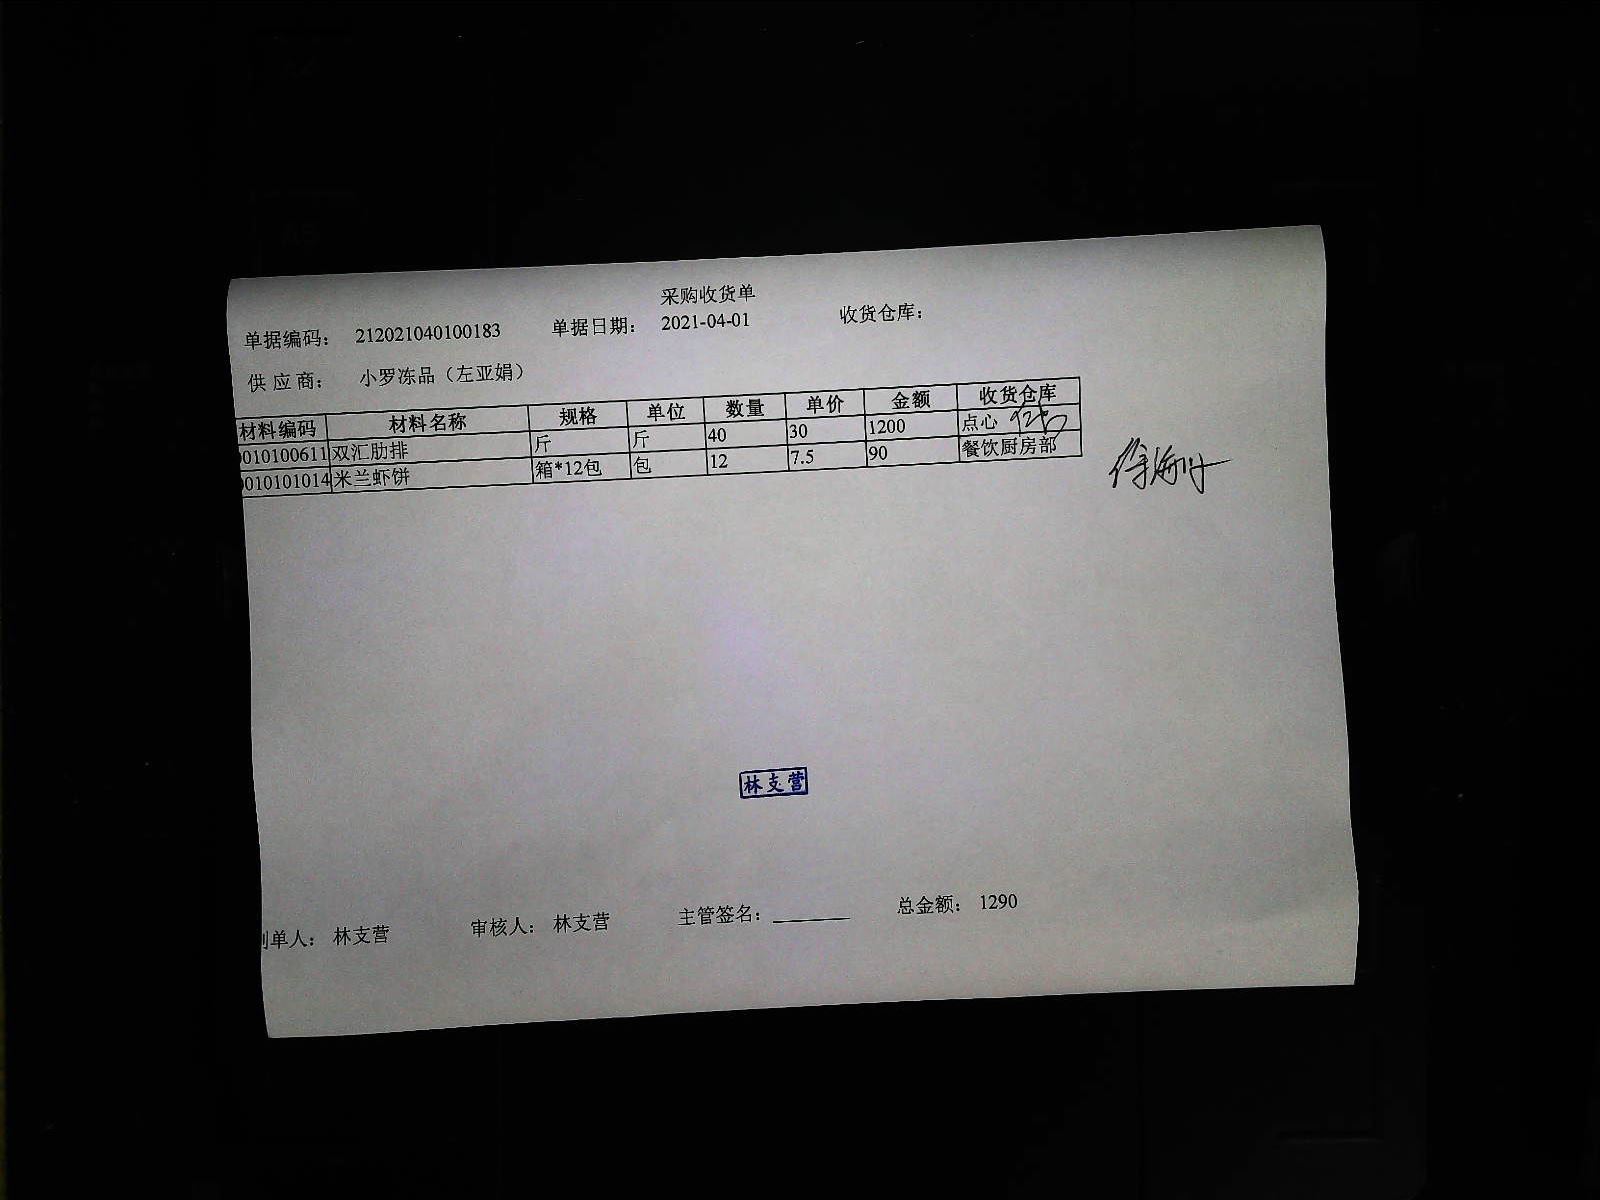 采购收货单
单据编码： 212021040100183 单据日期： 2021-04-01 收货仓库：
供 应 商： 小罗冻品（左亚娟）
材料编码 材料名称 规格 单位 数量 单价 金额 收货仓库
0010100611 双汇肋排 斤 斤 40 30 1200 点心
0010101014 米兰虾饼 箱*12包 包 12 7.5 90 餐饮厨房部
林支营
制单人： 林支营 审核人： 林支营 主管签名： 总金额： 1290